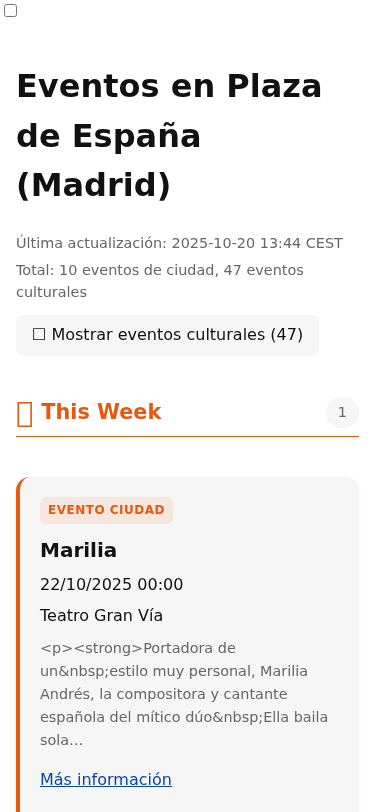 Eventos en Plaza
de España
(Madrid)
Última actualización: 2025-10-20 13:44 CEST
Total: 10 eventos de ciudad, 47 eventos
culturales
☐ Mostrar eventos culturales (47)
This Week
1
EVENTO CIUDAD
Marilia
22/10/2025 00:00
Teatro Gran Vía
<p><strong>Portadora de
un&nbsp;estilo muy personal, Marilia
Andrés, la compositora y cantante
española del mítico dúo&nbsp;Ella baila
sola…
Más información